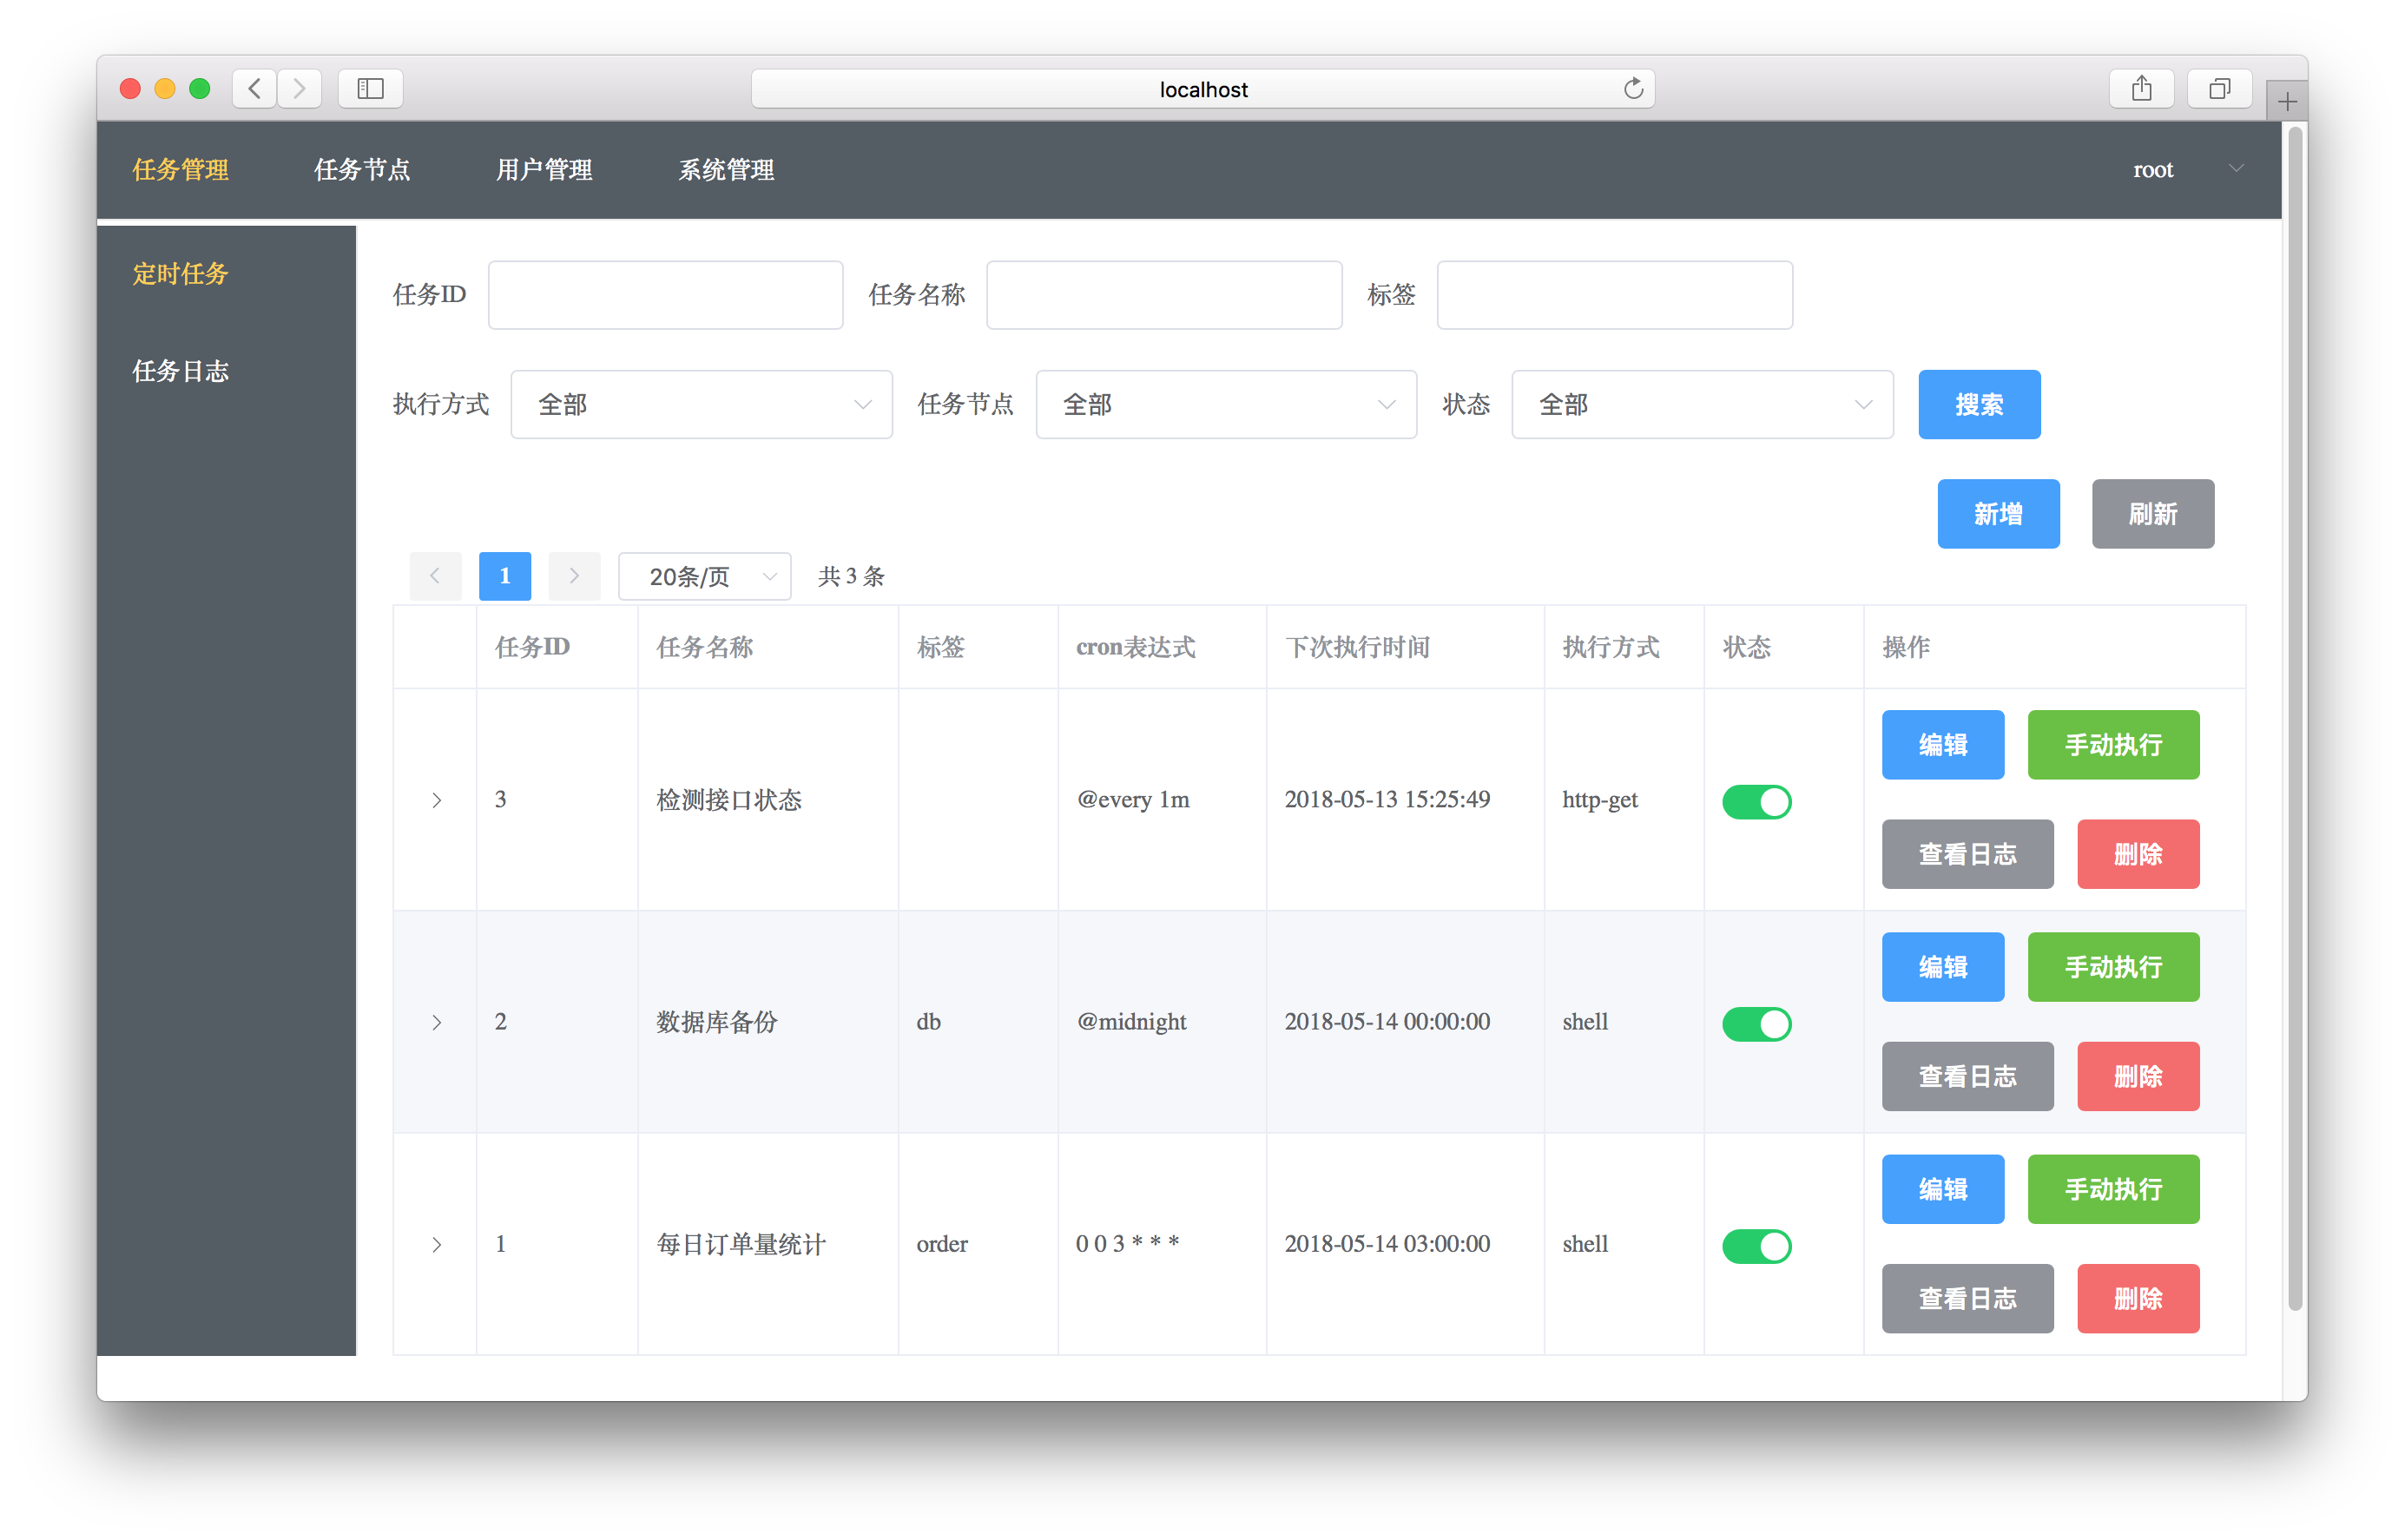 localhost
任务管理 任务节点 用户管理 系统管理 root
定时任务
任务日志
任务ID 任务名称 标签
执行方式 全部 任务节点 全部 状态 全部 搜索
新增 刷新
1 20条/页 共 3 条
任务ID 任务名称 标签 cron表达式 下次执行时间 执行方式 状态 操作
3 检测接口状态 @every 1m 2018-05-13 15:25:49 http-get 编辑 手动执行
查看日志 删除
2 数据库备份 db @midnight 2018-05-14 00:00:00 shell 编辑 手动执行
查看日志 删除
1 每日订单量统计 order 0 0 3 * * * 2018-05-14 03:00:00 shell 编辑 手动执行
查看日志 删除